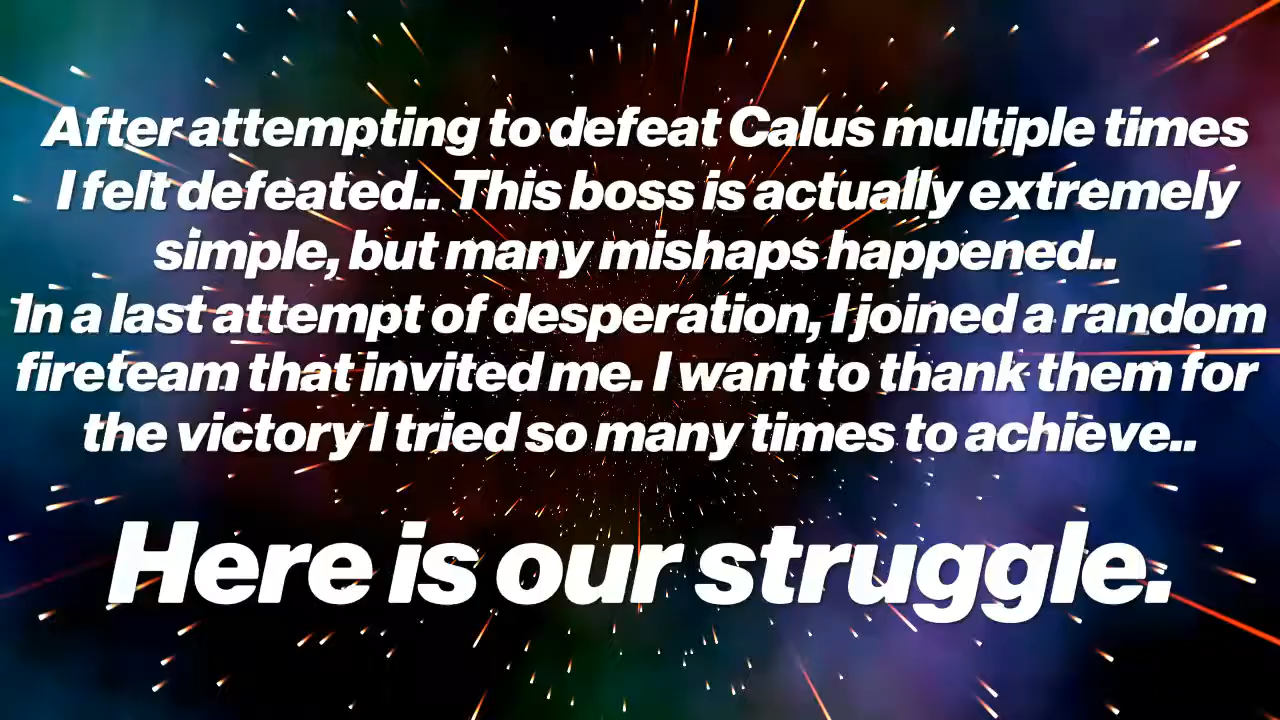 After attempting to defeat Calus multiple times
I felt defeated.. This boss is actually extremely
simple, but many mishaps happened..
In a last attempt of desperation, I joined a random
fireteam that invited me. I want to thank them for
the victory I tried so many times to achieve..
Here is our struggle.